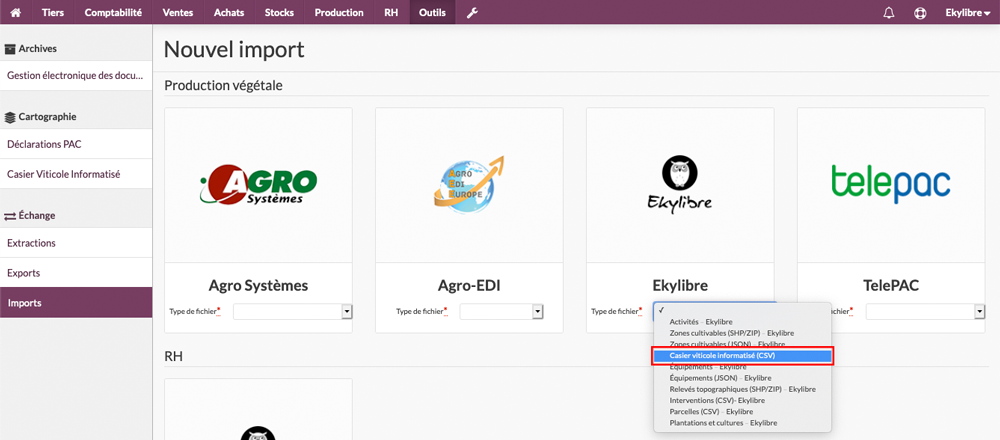 Tiers Comptabilité Ventes Achats Stocks Production RH Outils Ekylibre
Archives
Gestion électronique des docu...
Cartographie
Déclarations PAC
Casier Viticole Informatisé
Échange
Extractions
Exports
Imports
Nouvel import
Production végétale
AGRO
Systèmes
AGRO
EDI
EUROPE
Ekylibre
telepac
Agro Systèmes
Agro-EDI
Ekylibre
TelePAC
Type de fichier*
Type de fichier*
Type de fichier*
Activités - Ekylibre
Zones cultivables (SHP/ZIP) - Ekylibre
Zones cultivables (JSON) - Ekylibre
Casier viticole informatisé (CSV)
Équipements - Ekylibre
Équipements (JSON) - Ekylibre
Relevés topographiques (SHP/ZIP) - Ekylibre
Interventions (CSV)- Ekylibre
Parcelles (CSV) - Ekylibre
Plantations et cultures - Ekylibre
RH